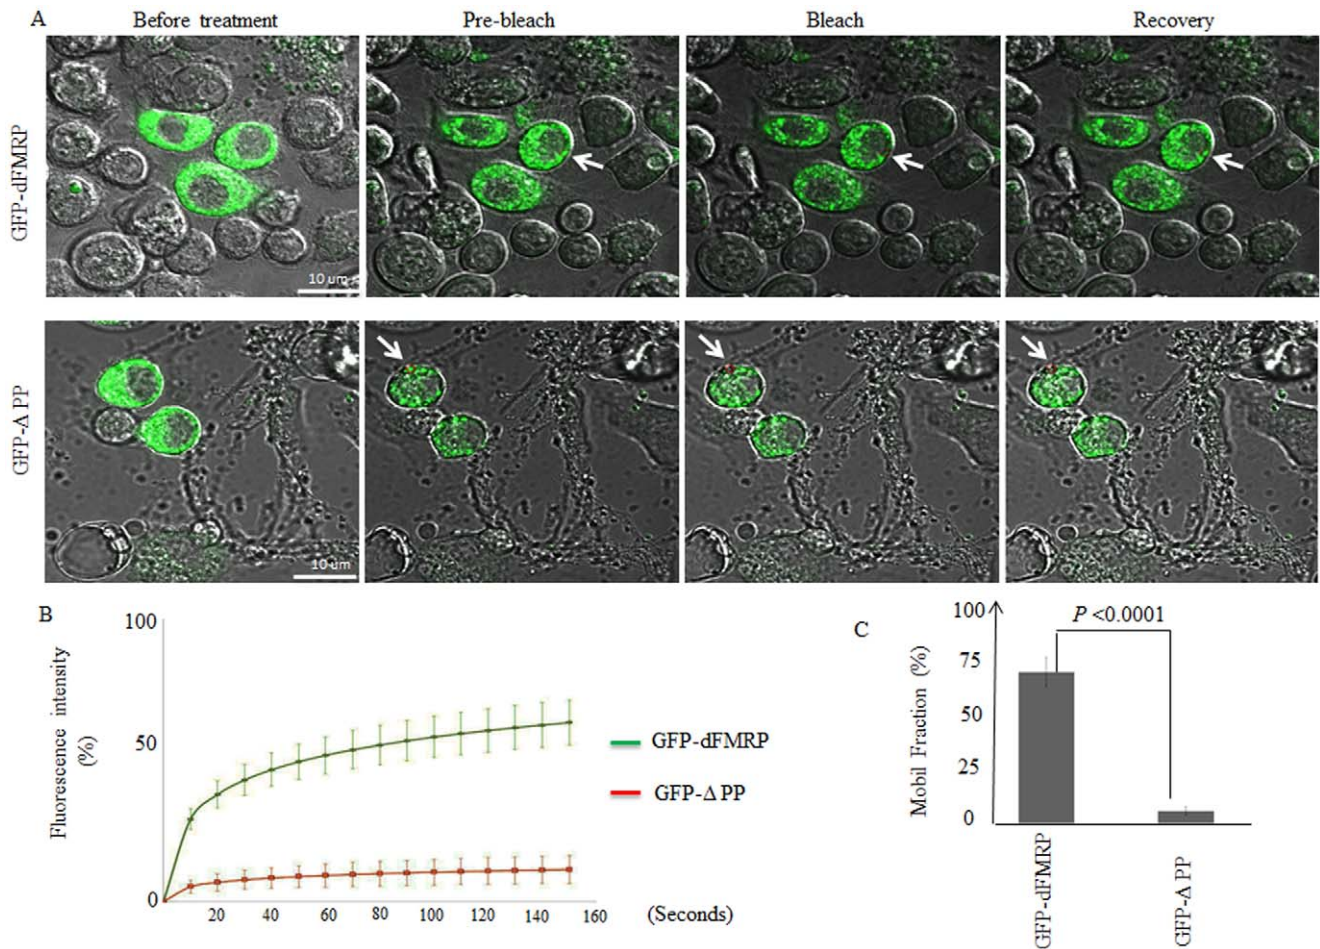 A
Before treatment
Pre-bleach
Bleach
Recovery
GFP-dFMRP
10 um
GFP-Δ PP
10 um
B
Fluorescence intensity
(%)
100
50
0
20 40 60 80 100 120 140 160 (Seconds)
GFP-dFMRP
GFP-Δ PP
C
Mobil Fraction (%)
100
75
50
25
0
P <0.0001
GFP-dFMRP
GFP-Δ PP